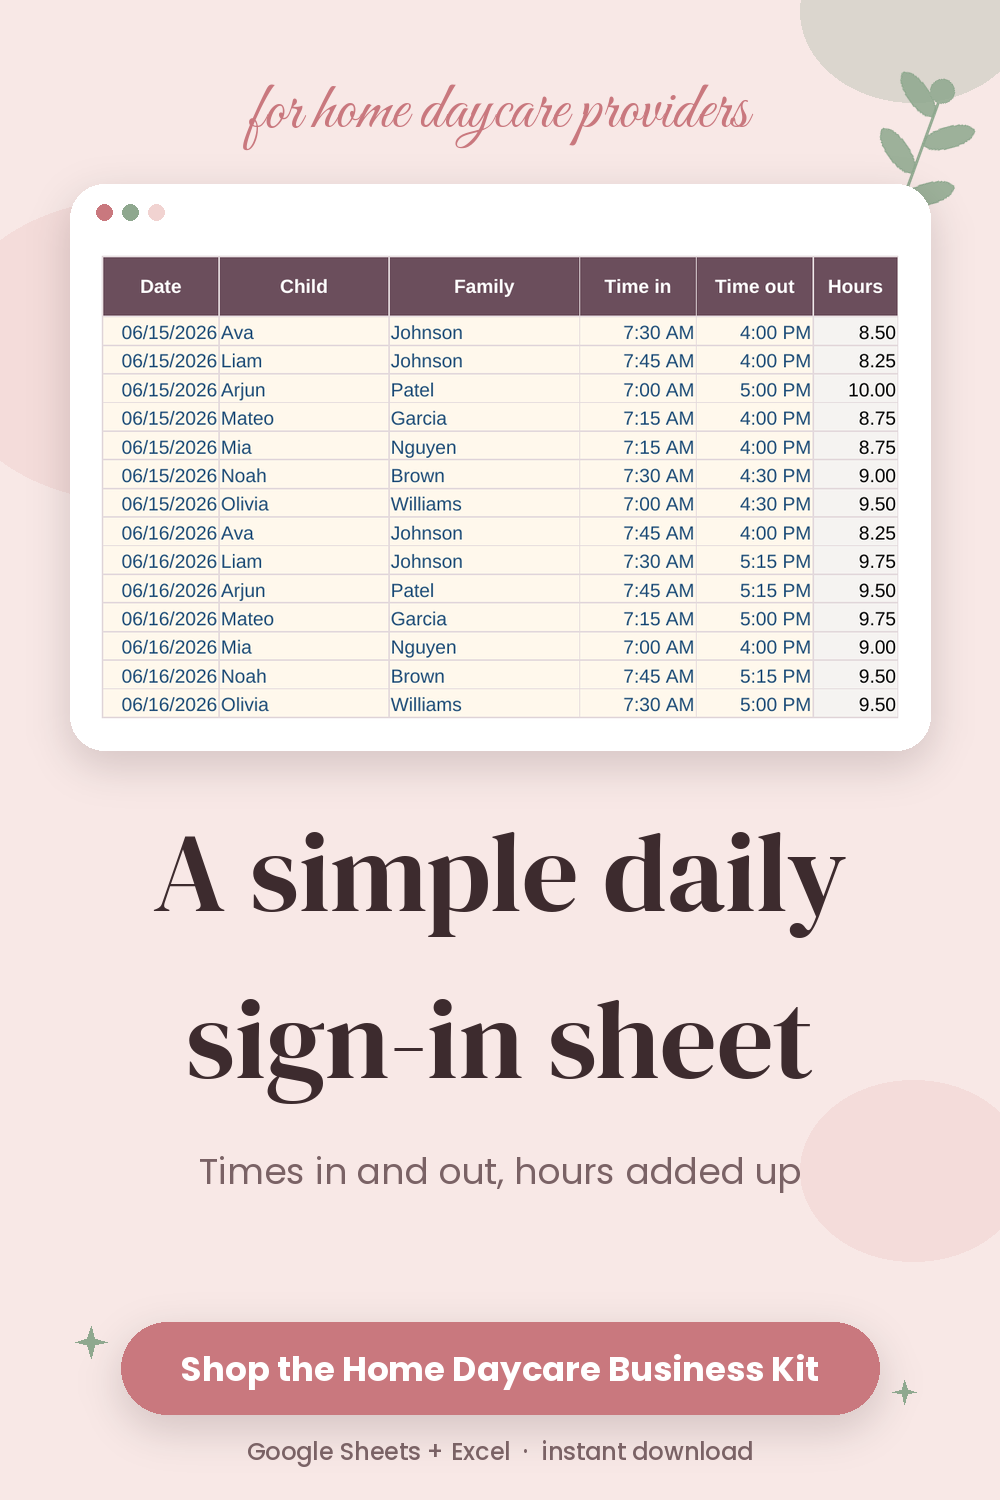 for home daycare providers
Date Child Family Time in Time out Hours
06/15/2026 Ava Johnson 7:30 AM 4:00 PM 8.50
06/15/2026 Liam Johnson 7:45 AM 4:00 PM 8.25
06/15/2026 Arjun Patel 7:00 AM 5:00 PM 10.00
06/15/2026 Mateo Garcia 7:15 AM 4:00 PM 8.75
06/15/2026 Mia Nguyen 7:15 AM 4:00 PM 8.75
06/15/2026 Noah Brown 7:30 AM 4:30 PM 9.00
06/15/2026 Olivia Williams 7:00 AM 4:30 PM 9.50
06/16/2026 Ava Johnson 7:45 AM 4:00 PM 8.25
06/16/2026 Liam Johnson 7:30 AM 5:15 PM 9.75
06/16/2026 Arjun Patel 7:45 AM 5:15 PM 9.50
06/16/2026 Mateo Garcia 7:15 AM 5:00 PM 9.75
06/16/2026 Mia Nguyen 7:00 AM 4:00 PM 9.00
06/16/2026 Noah Brown 7:45 AM 5:15 PM 9.50
06/16/2026 Olivia Williams 7:30 AM 5:00 PM 9.50
A simple daily
sign-in sheet
Times in and out, hours added up
Shop the Home Daycare Business Kit
Google Sheets + Excel · instant download